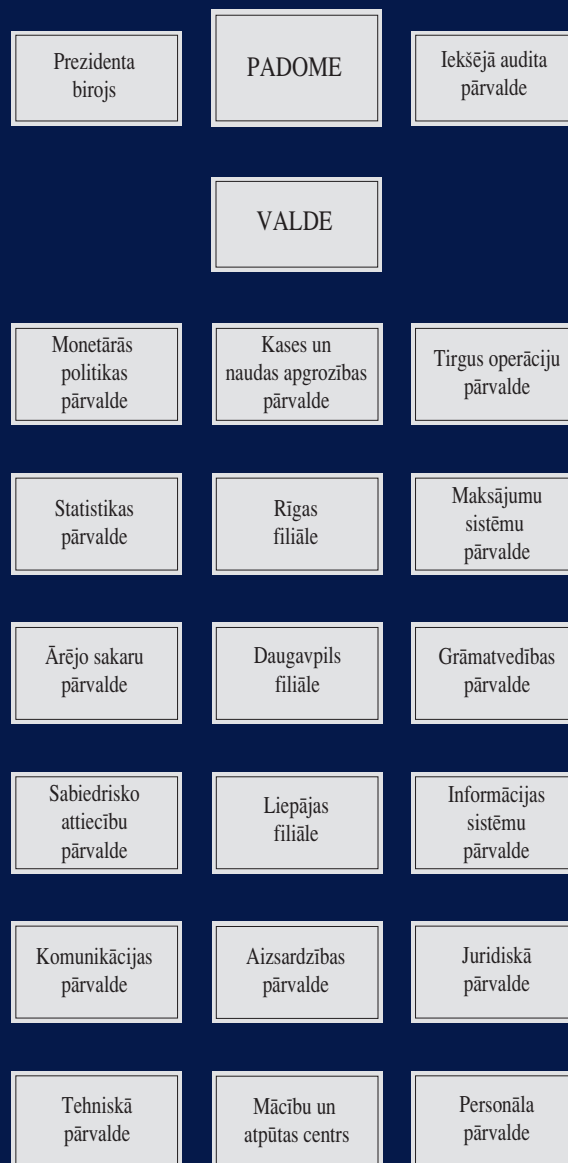 Prezidenta
birojs
PADOME
Iekšējā audita
pārvalde
VALDE
Monetārās
politikas
pārvalde
Kases un
naudas apgrozības
pārvalde
Tirgus operāciju
pārvalde
Statistikas
pārvalde
Rīgas
filiāle
Maksājumu
sistēmu
pārvalde
Ārējo sakaru
pārvalde
Daugavpils
filiāle
Grāmatvedības
pārvalde
Sabiedrisko
attiecību
pārvalde
Liepājas
filiāle
Informācijas
sistēmu
pārvalde
Komunikācijas
pārvalde
Aizsardzības
pārvalde
Juridiskā
pārvalde
Tehniskā
pārvalde
Mācību un
atpūtas centrs
Personāla
pārvalde